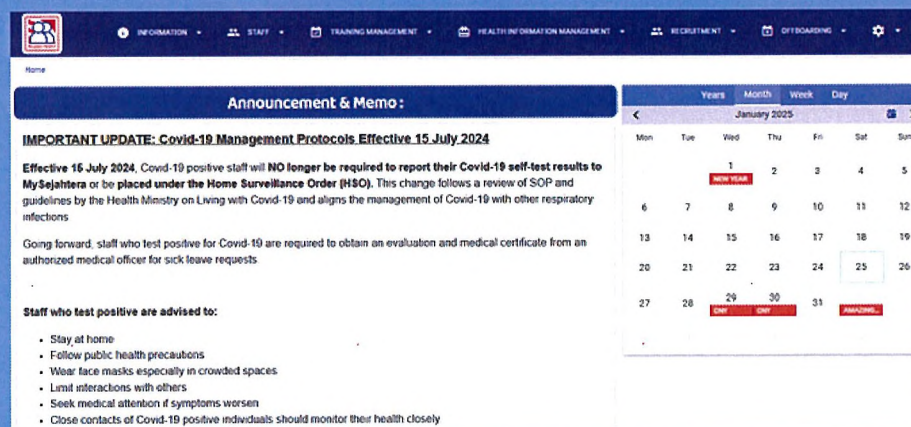 INFORMATION
STAFF
TRAINING MANAGEMENT
HEALTH INFORMATION MANAGEMENT
RECRUITMENT
OFFBOARDING
Home
Announcement & Memo :
IMPORTANT UPDATE: Covid-19 Management Protocols Effective 15 July 2024
Effective 15 July 2024, Covid-19 positive staff will NO longer be required to report their Covid-19 self-test results to
MySejahtera or be placed under the Home Surveillance Order (HSO). This change follows a review of SOP and
guidelines by the Health Ministry on Living with Covid-19 and aligns the management of Covid-19 with other respiratory
infections
Going forward, staff who test positive for Covid-19 are required to obtain an evaluation and medical certificate from an
authorized medical officer for sick leave requests
Staff who test positive are advised to:
• Stay at home
• Follow public health precautions
• Wear face masks especially in crowded spaces
• Limit interactions with others
• Seek medical attention if symptoms worsen
• Close contacts of Covid-19 positive individuals should monitor their health closely
Years Month Week Day
January 2025
Mon Tue Wed Thu Fri Sat Sun
1 2 3 4 5
NEW YEAR
6 7 8 9 10 11 12
13 14 15 16 17 18 19
20 21 22 23 24 25 26
27 28 29 30 31
CNY CNY AMAZING...